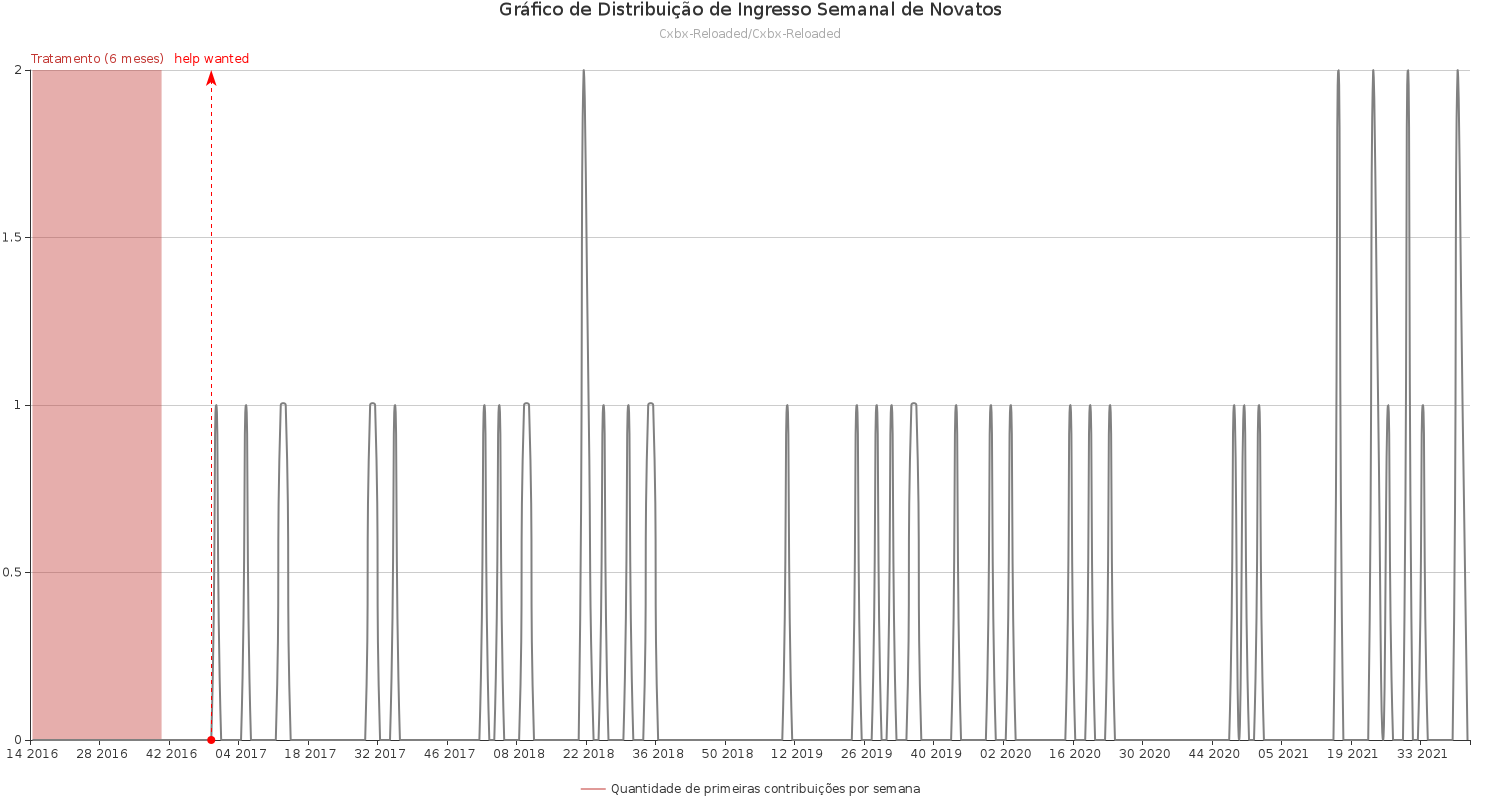 Gráfico de Distribuição de Ingresso Semanal de Novatos
Cxbx-Reloaded/Cxbx-Reloaded
Tratamento (6 meses) help wanted
2
1.5
1
0.5
0
14 2016 28 2016 42 2016 04 2017 18 2017 32 2017 46 2017 08 2018 22 2018 36 2018 50 2018 12 2019 26 2019 40 2019 02 2020 16 2020 30 2020 44 2020 05 2021 19 2021 33 2021
Quantidade de primeiras contribuições por semana